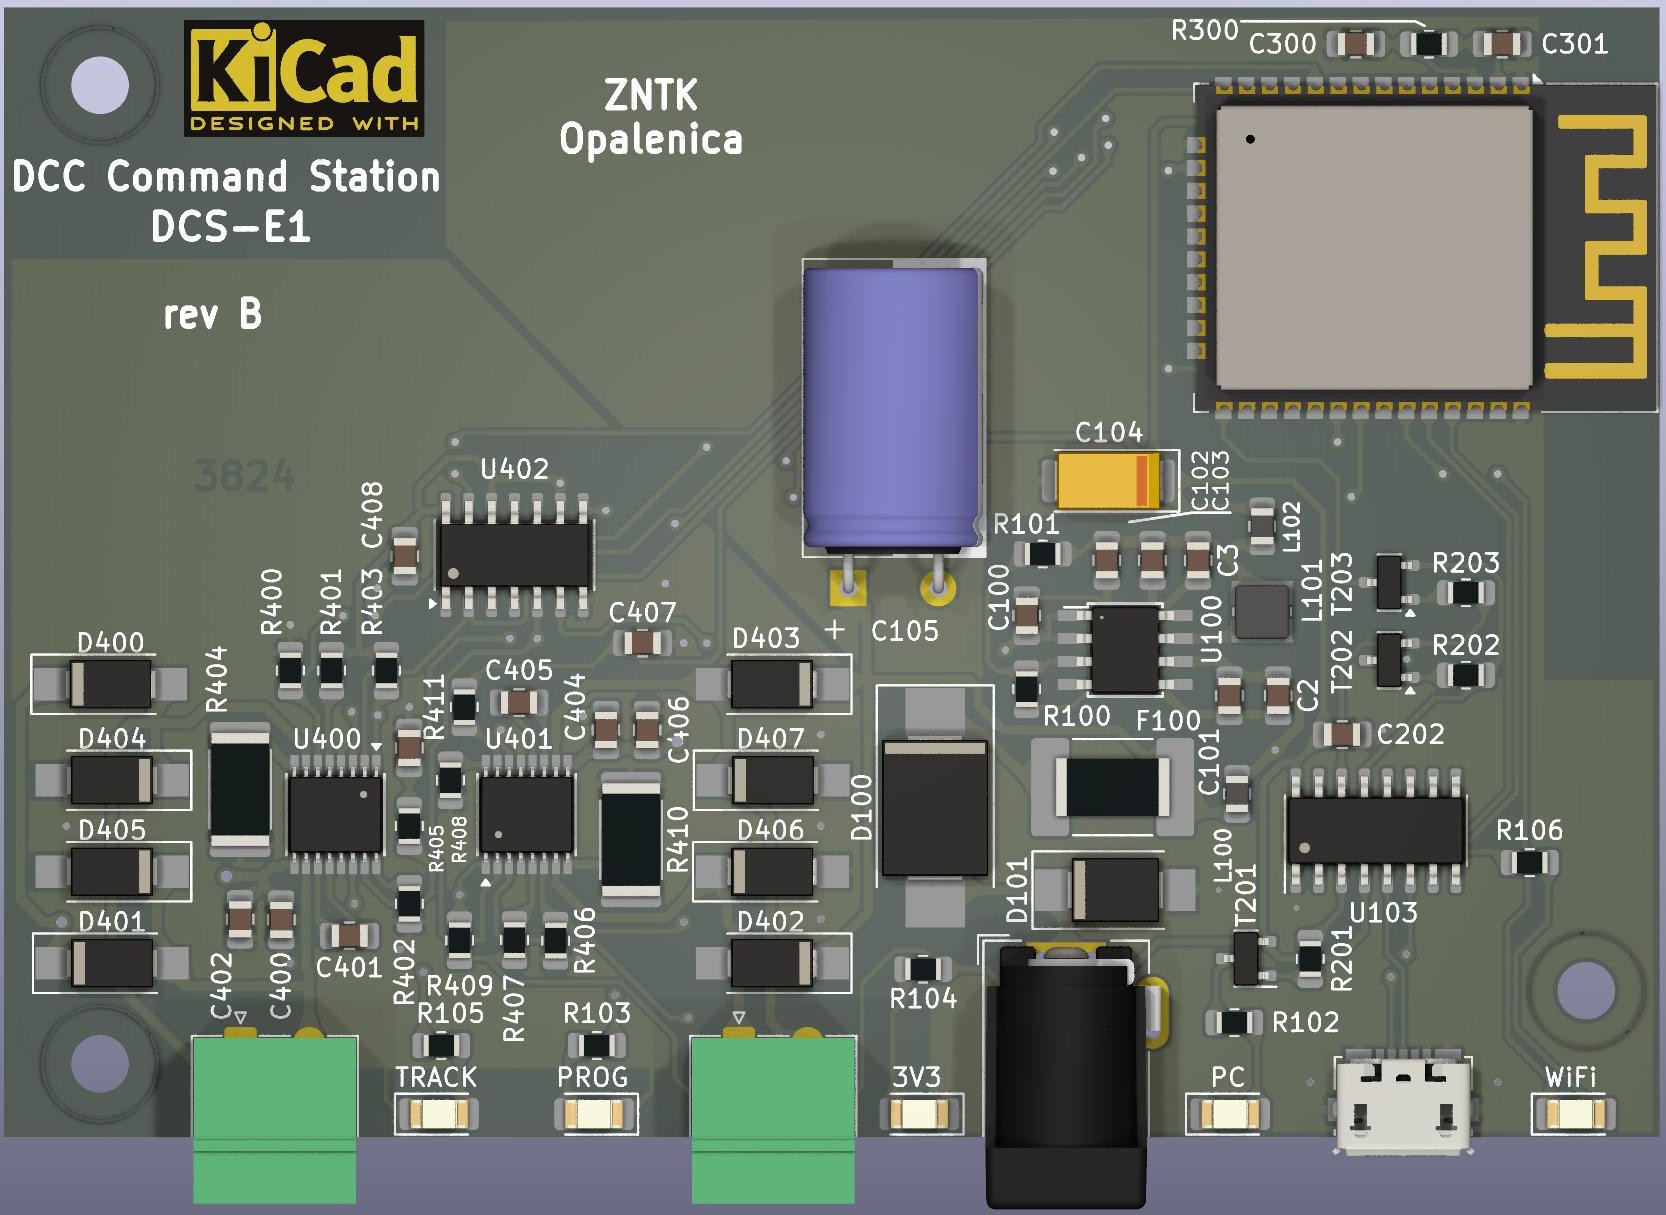 KiCad
DESIGNED WITH
DCC Command Station
DCS-E1
rev B
ZNTK
Opalenica
R300
C300
C301
3824
U402
C408
R400
R401
R403
C407
C104
C102
C103
R101
L102
C3
C100
L101
T203
R203
U100
T202
R202
C2
R100
F100
C101
C202
+
C105
D400
R404
D403
R411
C405
C404
C406
D404
U400
U401
D407
D100
D405
R405
R408
R410
D406
D101
L100
T201
U103
R106
D401
C402
C400
C401
R402
R409
R407
R406
D402
R104
R201
R102
R105
R103
TRACK
PROG
3V3
PC
WiFi